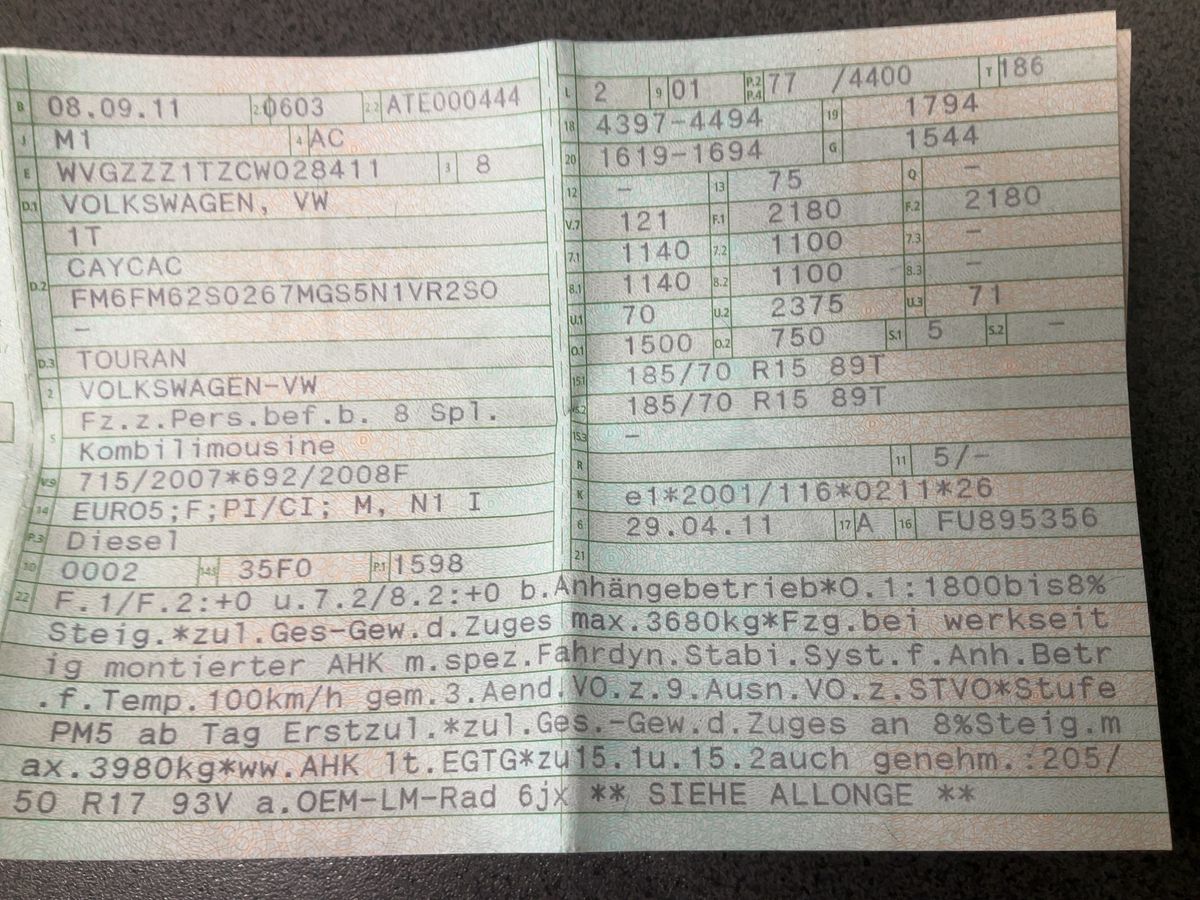 B 08.09.11 2.1 0603 2.2 ATE000444
J M1 4 AC
E WVGZZZ1TZCW028411 3 8
D.1 VOLKSWAGEN, VW
1T
D.2 CAYCAC
FM6FM62S0267MGS5N1VR2S0
–
D.3 TOURAN
2 VOLKSWAGEN-VW
5 Fz.z.Pers.bef.b. 8 Spl.
Kombilimousine
V.9 715/2007*692/2008F
14 EURO5;F;PI/CI; M, N1 I
P.3 Diesel
10 0002 14.1 35F0 P.1 1598
L 2 9 01 P.2 P.4 77 /4400 T 186
18 4397-4494 19 1794
20 1619-1694 G 1544
12 – 13 75 Q –
V.7 121 F.1 2180 F.2 2180
7.1 1140 7.2 1100 7.3 –
8.1 1140 8.2 1100 8.3 –
U.1 70 U.2 2375 U.3 71
O.1 1500 O.2 750 S.1 5 S.2 –
15.1 185/70 R15 89T
15.2 185/70 R15 89T
15.3 –
R 11 5/-
K e1*2001/116*0211*26
6 29.04.11 17 A 16 FU895356
21
22 F.1/F.2:+0 u.7.2/8.2:+0 b.Anhängebetrieb*O.1:1800bis8%
Steig.*zul.Ges-Gew.d.Zuges max.3680kg*Fzg.bei werkseit
ig montierter AHK m.spez.Fahrdyn.Stabi.Syst.f.Anh.Betr
.f.Temp.100km/h gem.3.Aend.VO.z.9.Ausn.VO.z.STVO*Stufe
PM5 ab Tag Erstzul.*zul.Ges.-Gew.d.Zuges an 8%Steig.m
ax.3980kg*ww.AHK lt.EGTG*zu15.1u.15.2auch genehm.:205/
50 R17 93V a.OEM-LM-Rad 6jx ** SIEHE ALLONGE **